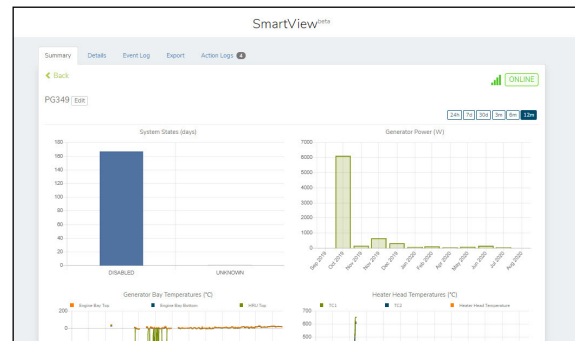 SmartView beta
Summary Details Event Log Export Action Logs 4
Back
ONLINE
PG349 Edit
24h 7d 30d 3m 6m 12m
System States (days)
180
160
140
120
100
80
60
40
20
0
DISABLED UNKNOWN
Generator Power (W)
7000
6000
5000
4000
3000
2000
1000
0
Sep 2019 Oct 2019 Nov 2019 Nov 2019 Dec 2019 Jan 2020 Feb 2020 Apr 2020 May 2020 Jun 2020 Jul 2020 Aug 2020
Generator Bay Temperatures (°C)
Engine Bay Top Engine Bay Bottom HRU Top
200
0
Heater Head Temperatures (°C)
TC1 TC2 Heater Head Temperature
700
600
500